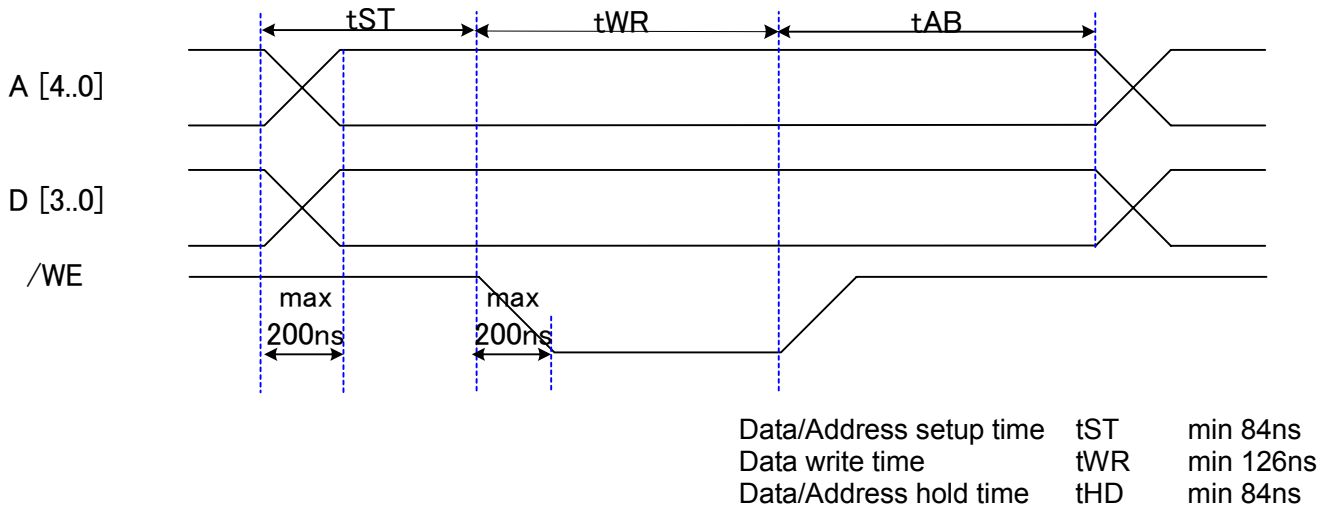 tST tWR tAB
A [4..0]
D [3..0]
/WE
max max
200ns 200ns
Data/Address setup time tST min 84ns
Data write time tWR min 126ns
Data/Address hold time tHD min 84ns